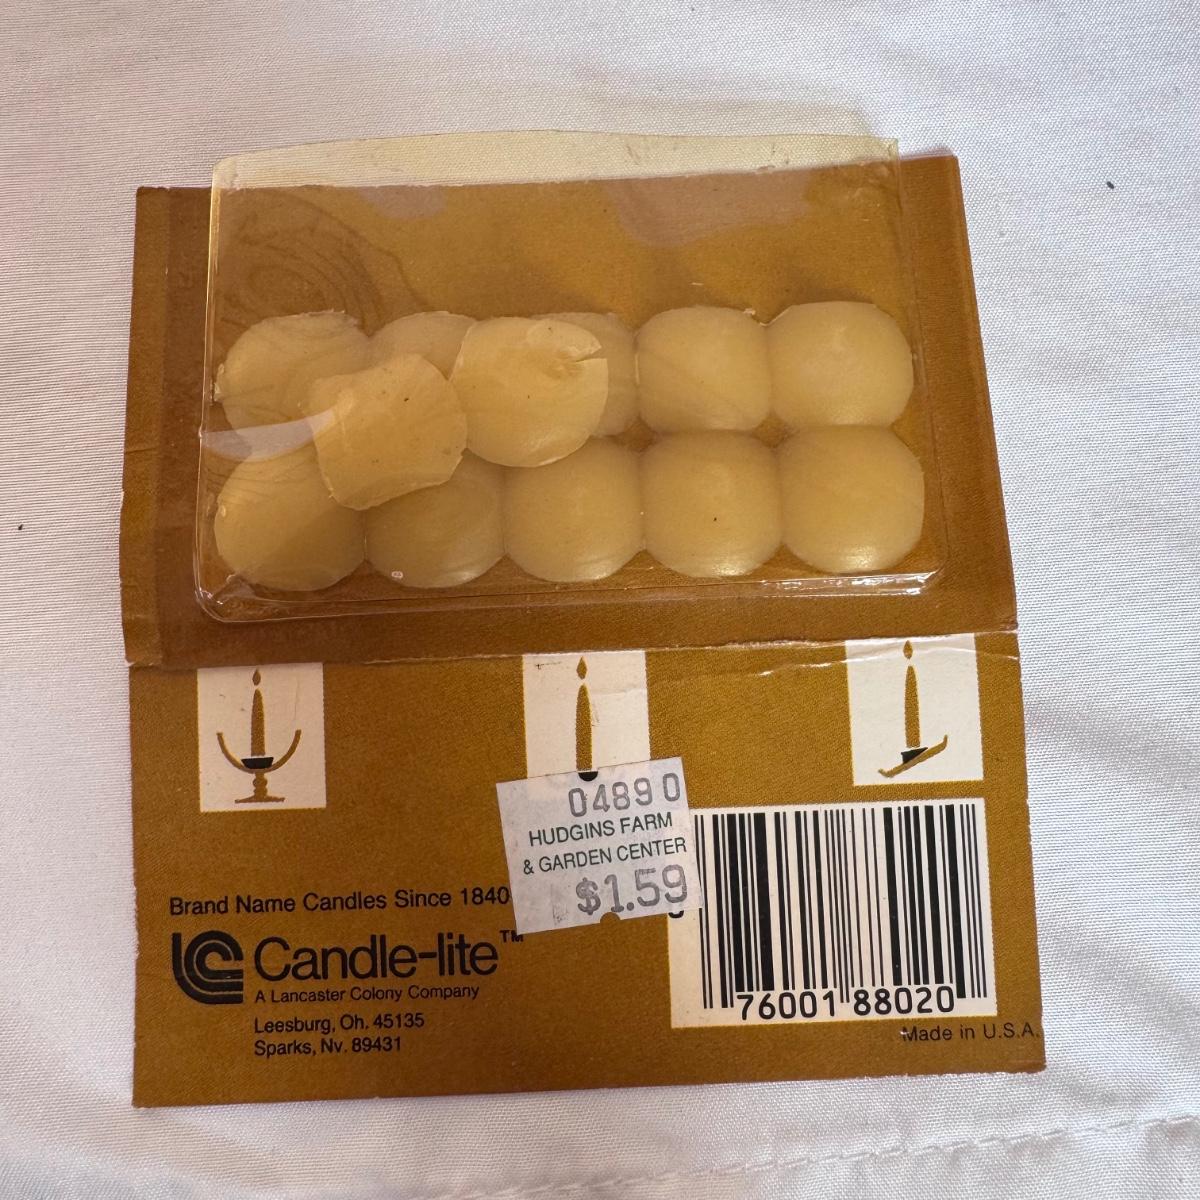 04890
HUDGINS FARM
& GARDEN CENTER
$1.59
Brand Name Candles Since 1840
LC Candle-lite™
A Lancaster Colony Company
Leesburg, Oh. 45135
Sparks, Nv. 89431
76001 88020
Made in U.S.A.